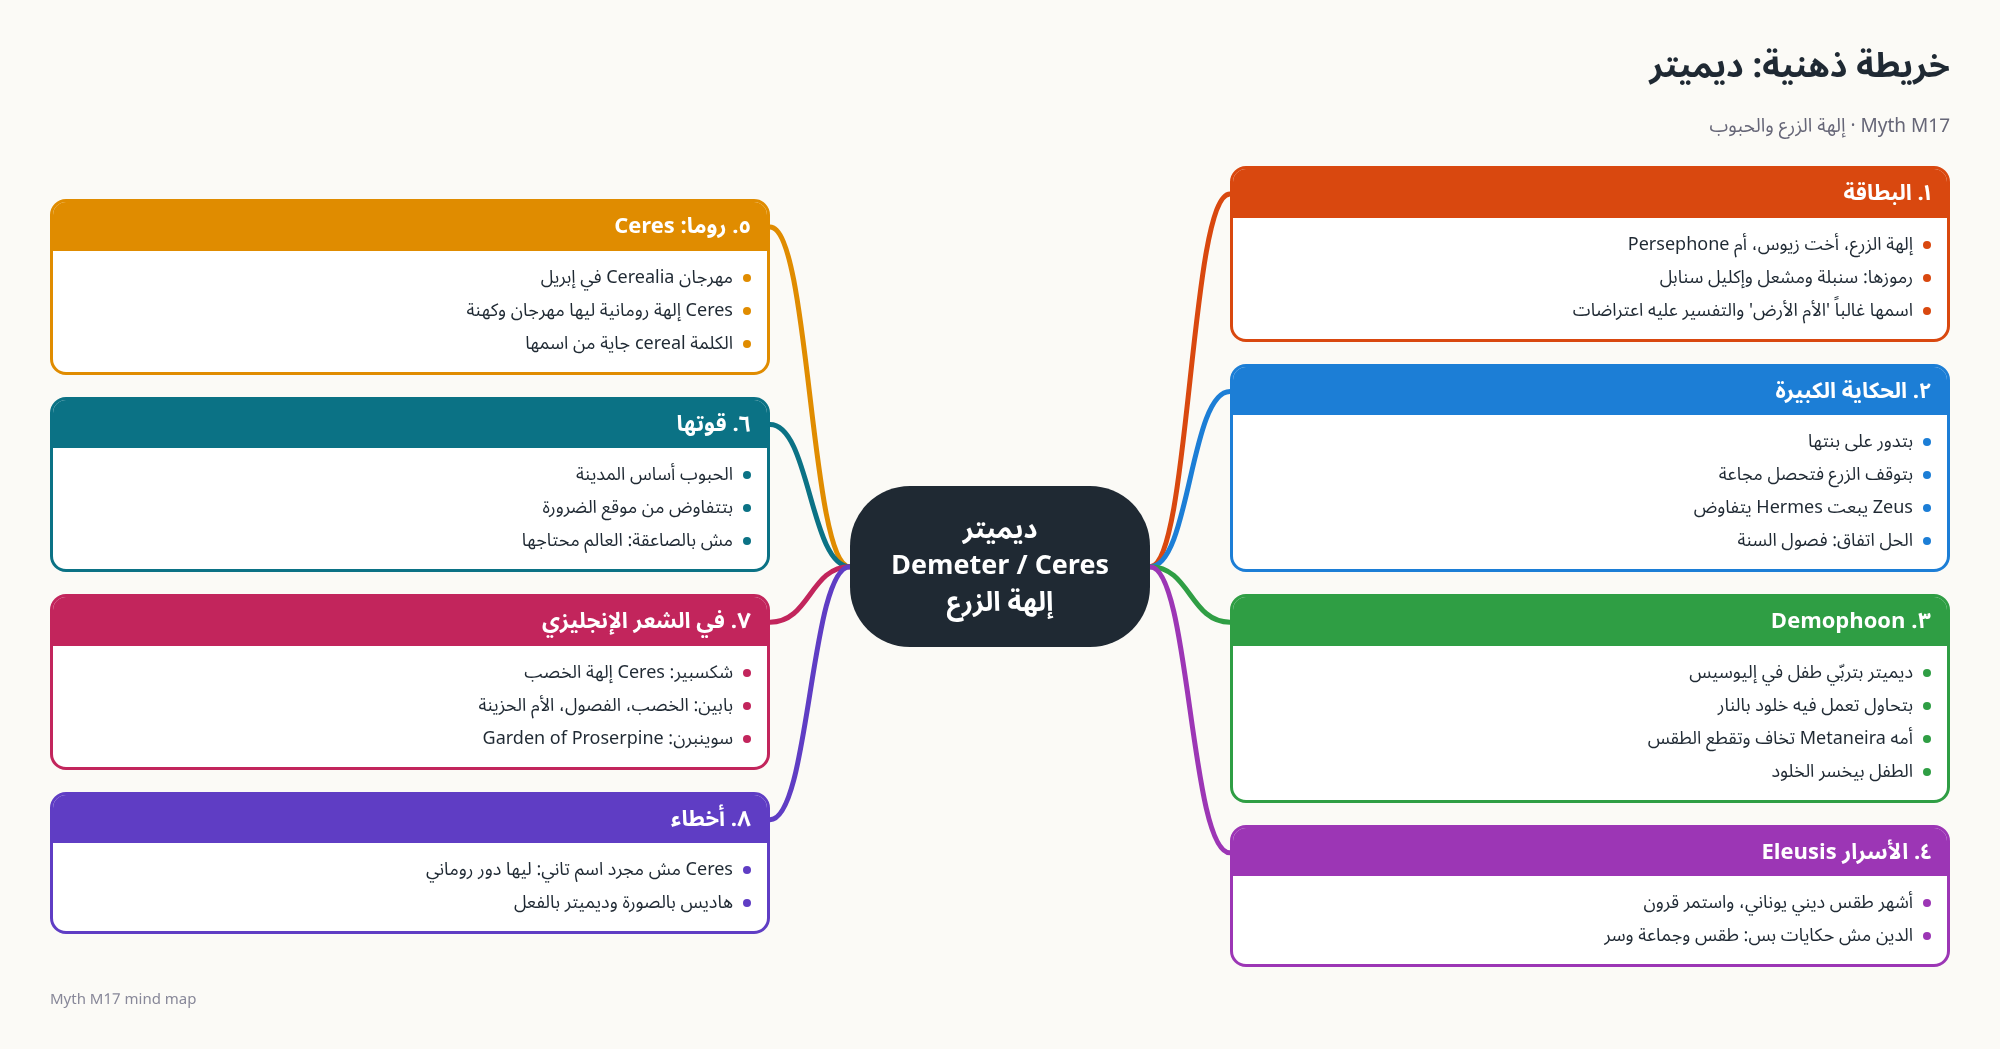 خريطة ذهنية: ديميتر
Myth M17 · إلهة الزرع والحبوب
١. البطاقة
إلهة الزرع، أخت زيوس، أم Persephone
رموزها: سنبلة ومشعل وإكليل سنابل
اسمها غالباً 'الأم الأرض' والتفسير عليه اعتراضات
٢. الحكاية الكبيرة
بتدور على بنتها
بتوقف الزرع فتحصل مجاعة
Zeus يبعت Hermes يتفاوض
الحل اتفاق: فصول السنة
٣. Demophoon
ديميتر بتربّي طفل في إليوسيس
بتحاول تعمل فيه خلود بالنار
أمه Metaneira تخاف وتقطع الطقس
الطفل بيخسر الخلود
٤. الأسرار Eleusis
أشهر طقس ديني يوناني، واستمر قرون
الدين مش حكايات بس: طقس وجماعة وسر
ديميتر
Demeter / Ceres
إلهة الزرع
٥. روما: Ceres
مهرجان Cerealia في إبريل
Ceres إلهة رومانية ليها مهرجان وكهنة
الكلمة cereal جاية من اسمها
٦. قوتها
الحبوب أساس المدينة
بتتفاوض من موقع الضرورة
مش بالصاعقة: العالم محتاجها
٧. في الشعر الإنجليزي
شكسبير: Ceres إلهة الخصب
بابين: الخصب، الفصول، الأم الحزينة
سوينبرن: Garden of Proserpine
٨. أخطاء
Ceres مش مجرد اسم تاني: ليها دور روماني
هاديس بالصورة وديميتر بالفعل
Myth M17 mind map